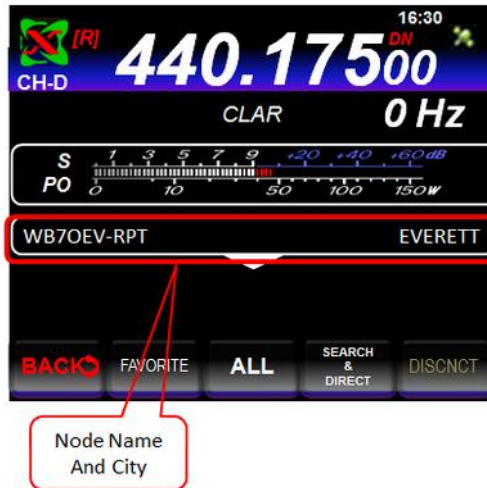 16:30
[R]
DN
CH-D
440.17500
CLAR 0 Hz
S 1 3 5 7 9 +20 +40 +60dB
PO 0 10 50 100 150W
WB7OEV-RPT EVERETT
BACK FAVORITE ALL SEARCH & DIRECT DISCNCT
Node Name
And City